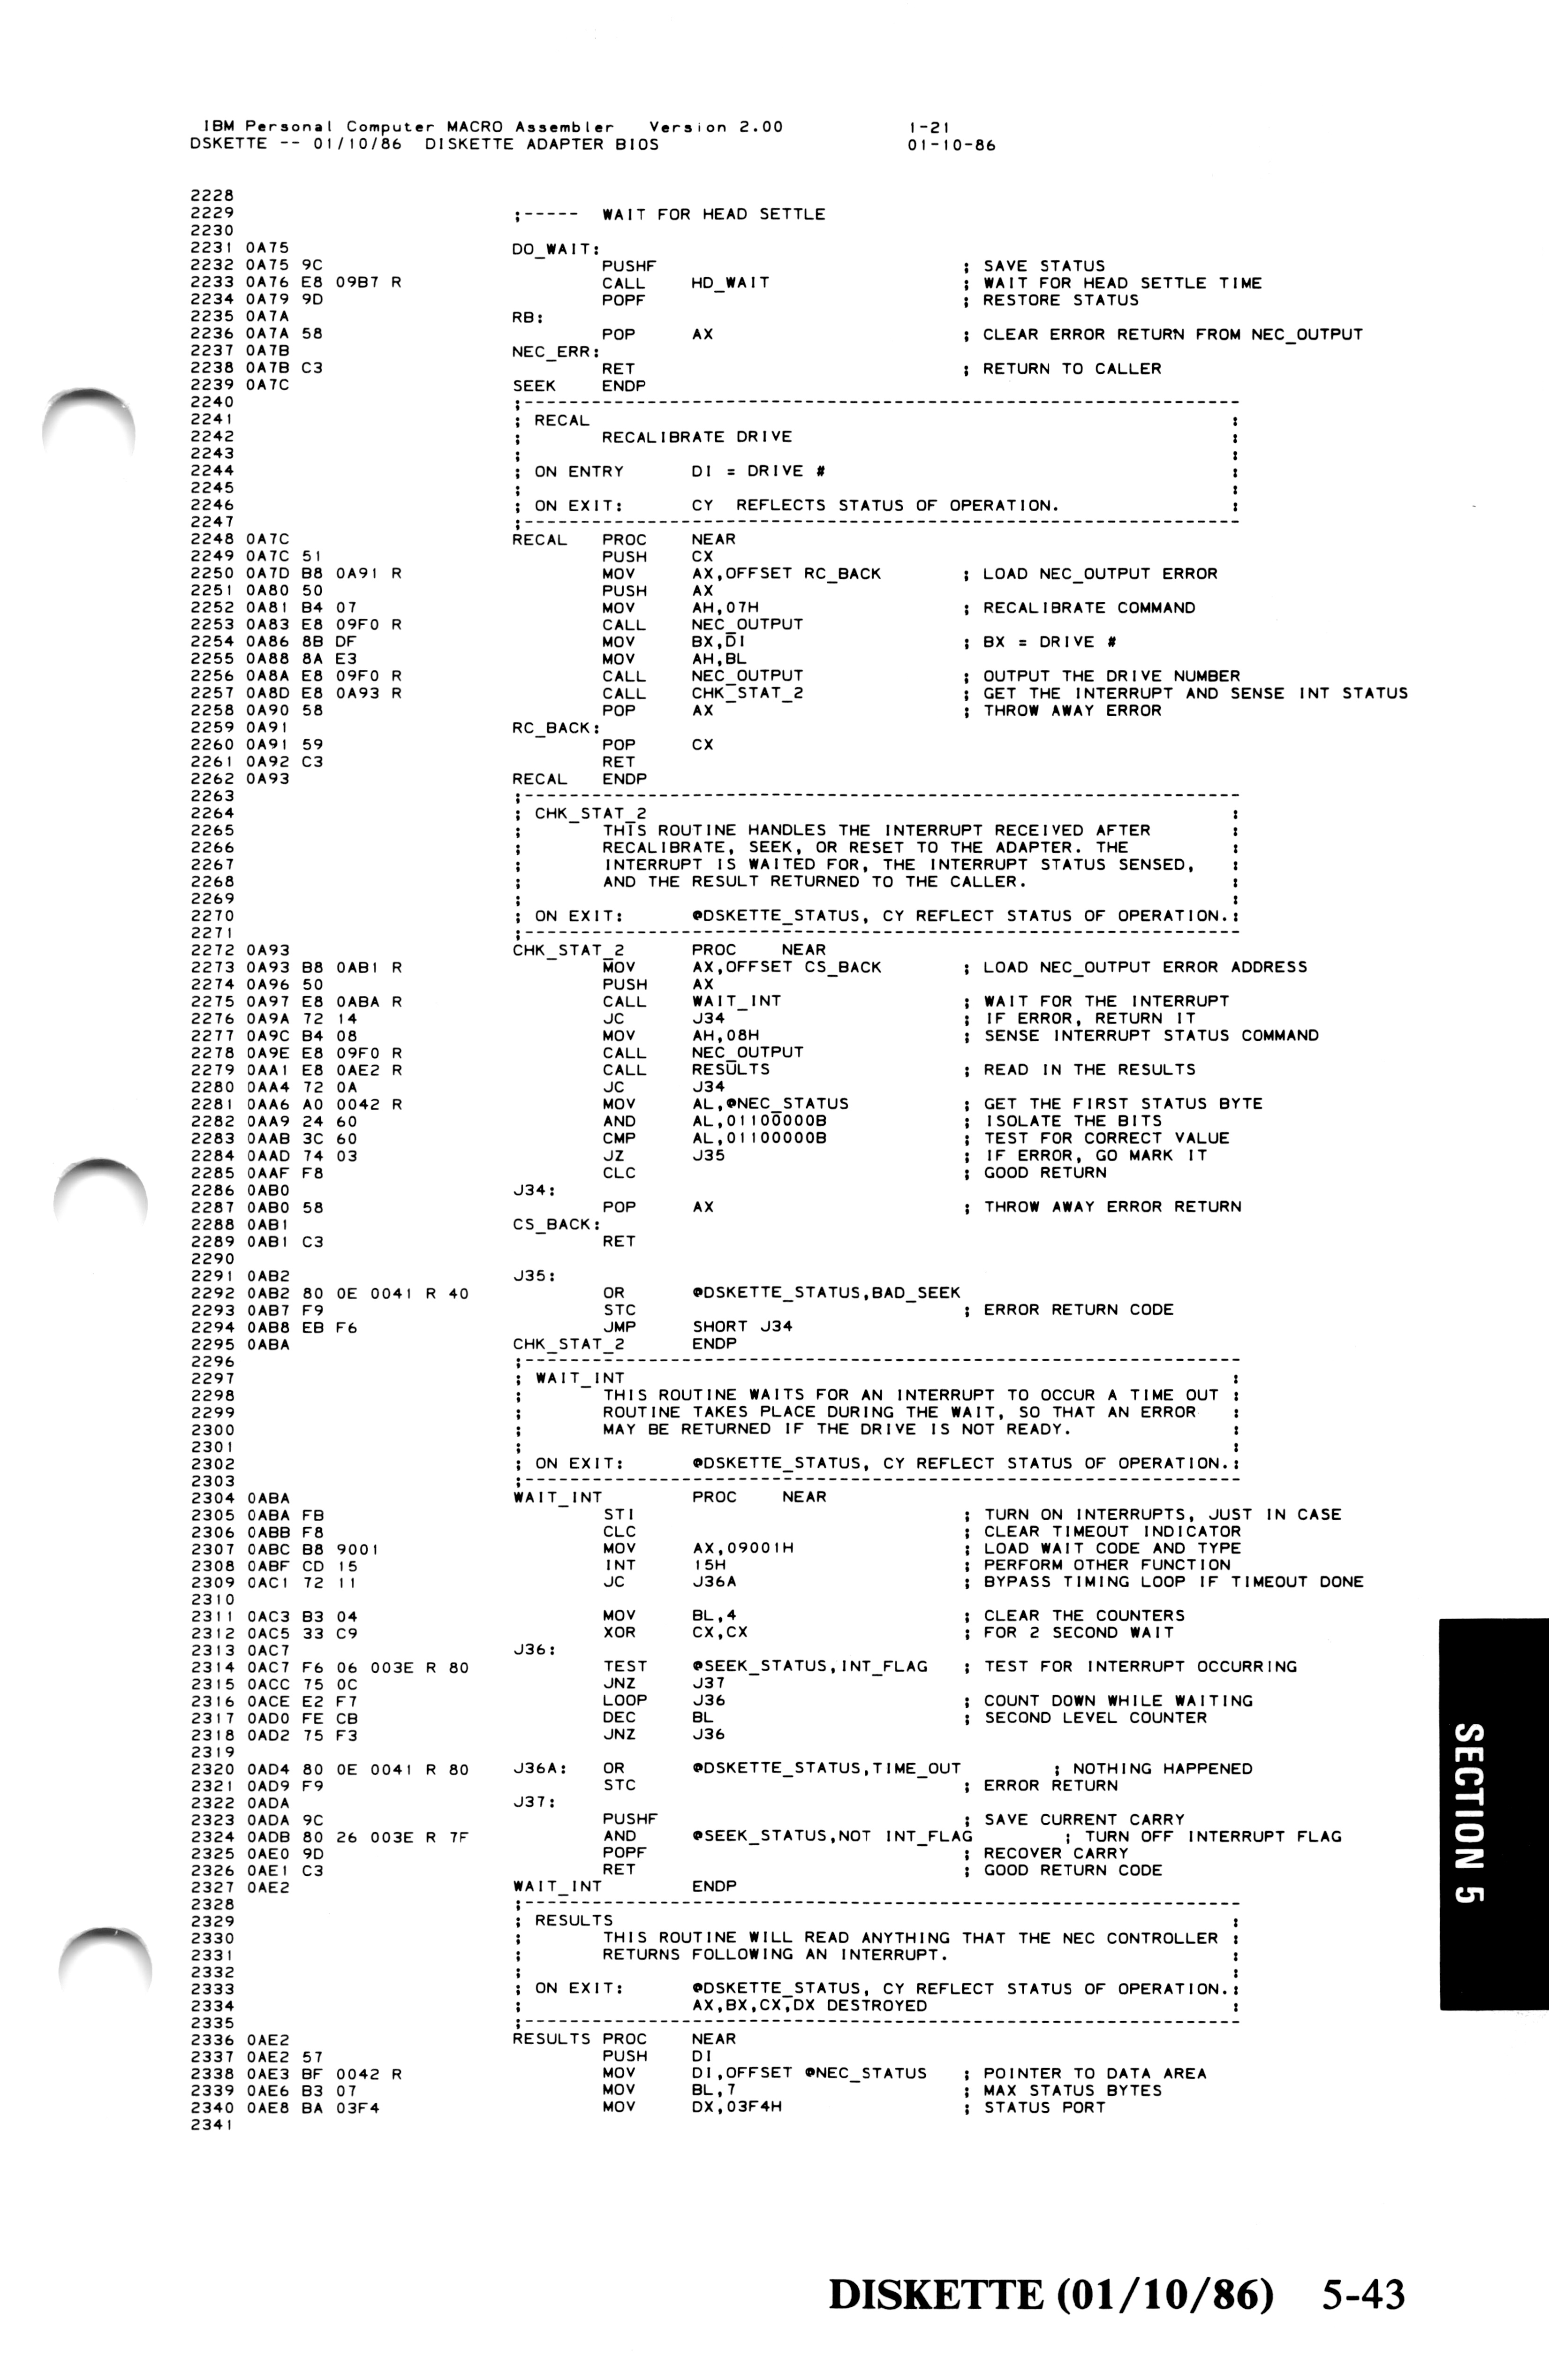 IBM Personal Computer MACRO Assembler   Version 2.00             1-21
DSKETTE -- 01/10/86  DISKETTE ADAPTER BIOS                       01-10-86
2228
2229                         ;-----  WAIT FOR HEAD SETTLE
2230
2231 0A75                    DO_WAIT:
2232 0A75 9C                         PUSHF                           ; SAVE STATUS
2233 0A76 E8 09B7 R                  CALL    HD_WAIT                 ; WAIT FOR HEAD SETTLE TIME
2234 0A79 9D                         POPF                            ; RESTORE STATUS
2235 0A7A                    RB:
2236 0A7A 58                         POP     AX                      ; CLEAR ERROR RETURN FROM NEC_OUTPUT
2237 0A7B                    NEC_ERR:
2238 0A7B C3                         RET                             ; RETURN TO CALLER
2239 0A7C                    SEEK    ENDP
2240                         ;----------------------------------------------------------------
2241                         ; RECAL                                                         :
2242                         ;       RECALIBRATE DRIVE                                       :
2243                         ;                                                               :
2244                         ; ON ENTRY      DI = DRIVE #                                    :
2245                         ;                                                               :
2246                         ; ON EXIT:      CY  REFLECTS STATUS OF OPERATION.               :
2247                         ;----------------------------------------------------------------
2248 0A7C                    RECAL   PROC    NEAR
2249 0A7C 51                         PUSH    CX
2250 0A7D B8 0A91 R                  MOV     AX,OFFSET RC_BACK       ; LOAD NEC_OUTPUT ERROR
2251 0A80 50                         PUSH    AX
2252 0A81 B4 07                      MOV     AH,07H                  ; RECALIBRATE COMMAND
2253 0A83 E8 09F0 R                  CALL    NEC_OUTPUT
2254 0A86 8B DF                      MOV     BX,DI                   ; BX = DRIVE #
2255 0A88 8A E3                      MOV     AH,BL
2256 0A8A E8 09F0 R                  CALL    NEC_OUTPUT              ; OUTPUT THE DRIVE NUMBER
2257 0A8D E8 0A93 R                  CALL    CHK_STAT_2              ; GET THE INTERRUPT AND SENSE INT STATUS
2258 0A90 58                         POP     AX                      ; THROW AWAY ERROR
2259 0A91                    RC_BACK:
2260 0A91 59                         POP     CX
2261 0A92 C3                         RET
2262 0A93                    RECAL   ENDP
2263                         ;----------------------------------------------------------------
2264                         ; CHK_STAT_2                                                    :
2265                         ;       THIS ROUTINE HANDLES THE INTERRUPT RECEIVED AFTER       :
2266                         ;       RECALIBRATE, SEEK, OR RESET TO THE ADAPTER. THE         :
2267                         ;       INTERRUPT IS WAITED FOR, THE INTERRUPT STATUS SENSED,   :
2268                         ;       AND THE RESULT RETURNED TO THE CALLER.                  :
2269                         ;                                                               :
2270                         ; ON EXIT:      @DSKETTE_STATUS, CY REFLECT STATUS OF OPERATION.:
2271                         ;----------------------------------------------------------------
2272 0A93                    CHK_STAT_2      PROC    NEAR
2273 0A93 B8 0AB1 R                  MOV     AX,OFFSET CS_BACK       ; LOAD NEC_OUTPUT ERROR ADDRESS
2274 0A96 50                         PUSH    AX
2275 0A97 E8 0ABA R                  CALL    WAIT_INT                ; WAIT FOR THE INTERRUPT
2276 0A9A 72 14                      JC      J34                     ; IF ERROR, RETURN IT
2277 0A9C B4 08                      MOV     AH,08H                  ; SENSE INTERRUPT STATUS COMMAND
2278 0A9E E8 09F0 R                  CALL    NEC_OUTPUT
2279 0AA1 E8 0AE2 R                  CALL    RESULTS                 ; READ IN THE RESULTS
2280 0AA4 72 0A                      JC      J34
2281 0AA6 A0 0042 R                  MOV     AL,@NEC_STATUS          ; GET THE FIRST STATUS BYTE
2282 0AA9 24 60                      AND     AL,01100000B            ; ISOLATE THE BITS
2283 0AAB 3C 60                      CMP     AL,01100000B            ; TEST FOR CORRECT VALUE
2284 0AAD 74 03                      JZ      J35                     ; IF ERROR, GO MARK IT
2285 0AAF F8                         CLC                             ; GOOD RETURN
2286 0AB0                    J34:
2287 0AB0 58                         POP     AX                      ; THROW AWAY ERROR RETURN
2288 0AB1                    CS_BACK:
2289 0AB1 C3                         RET
2290
2291 0AB2                    J35:
2292 0AB2 80 0E 0041 R 40            OR      @DSKETTE_STATUS,BAD_SEEK
2293 0AB7 F9                         STC                             ; ERROR RETURN CODE
2294 0AB8 EB F6                      JMP     SHORT J34
2295 0ABA                    CHK_STAT_2      ENDP
2296                         ;----------------------------------------------------------------
2297                         ; WAIT_INT                                                      :
2298                         ;       THIS ROUTINE WAITS FOR AN INTERRUPT TO OCCUR A TIME OUT :
2299                         ;       ROUTINE TAKES PLACE DURING THE WAIT, SO THAT AN ERROR   :
2300                         ;       MAY BE RETURNED IF THE DRIVE IS NOT READY.              :
2301                         ;                                                               :
2302                         ; ON EXIT:      @DSKETTE_STATUS, CY REFLECT STATUS OF OPERATION.:
2303                         ;----------------------------------------------------------------
2304 0ABA                    WAIT_INT        PROC    NEAR
2305 0ABA FB                         STI                             ; TURN ON INTERRUPTS, JUST IN CASE
2306 0ABB F8                         CLC                             ; CLEAR TIMEOUT INDICATOR
2307 0ABC B8 9001                    MOV     AX,09001H               ; LOAD WAIT CODE AND TYPE
2308 0ABF CD 15                      INT     15H                     ; PERFORM OTHER FUNCTION
2309 0AC1 72 11                      JC      J36A                    ; BYPASS TIMING LOOP IF TIMEOUT DONE
2310
2311 0AC3 B3 04                      MOV     BL,4                    ; CLEAR THE COUNTERS
2312 0AC5 33 C9                      XOR     CX,CX                   ; FOR 2 SECOND WAIT
2313 0AC7                    J36:
2314 0AC7 F6 06 003E R 80            TEST    @SEEK_STATUS,INT_FLAG   ; TEST FOR INTERRUPT OCCURRING
2315 0ACC 75 0C                      JNZ     J37
2316 0ACE E2 F7                      LOOP    J36                     ; COUNT DOWN WHILE WAITING
2317 0AD0 FE CB                      DEC     BL                      ; SECOND LEVEL COUNTER
2318 0AD2 75 F3                      JNZ     J36
2319
2320 0AD4 80 0E 0041 R 80    J36A:   OR      @DSKETTE_STATUS,TIME_OUT        ; NOTHING HAPPENED
2321 0AD9 F9                         STC                             ; ERROR RETURN
2322 0ADA                    J37:
2323 0ADA 9C                         PUSHF                           ; SAVE CURRENT CARRY
2324 0ADB 80 26 003E R 7F            AND     @SEEK_STATUS,NOT INT_FLAG        ; TURN OFF INTERRUPT FLAG
2325 0AE0 9D                         POPF                            ; RECOVER CARRY
2326 0AE1 C3                         RET                             ; GOOD RETURN CODE
2327 0AE2                    WAIT_INT        ENDP
2328                         ;----------------------------------------------------------------
2329                         ; RESULTS                                                       :
2330                         ;       THIS ROUTINE WILL READ ANYTHING THAT THE NEC CONTROLLER :
2331                         ;       RETURNS FOLLOWING AN INTERRUPT.                         :
2332                         ;                                                               :
2333                         ; ON EXIT:      @DSKETTE_STATUS, CY REFLECT STATUS OF OPERATION.:
2334                         ;               AX,BX,CX,DX DESTROYED                           :
2335                         ;----------------------------------------------------------------
2336 0AE2                    RESULTS PROC    NEAR
2337 0AE2 57                         PUSH    DI
2338 0AE3 BF 0042 R                  MOV     DI,OFFSET @NEC_STATUS   ; POINTER TO DATA AREA
2339 0AE6 B3 07                      MOV     BL,7                    ; MAX STATUS BYTES
2340 0AE8 BA 03F4                    MOV     DX,03F4H                ; STATUS PORT
2341
SECTION 5
DISKETTE (01/10/86)   5-43